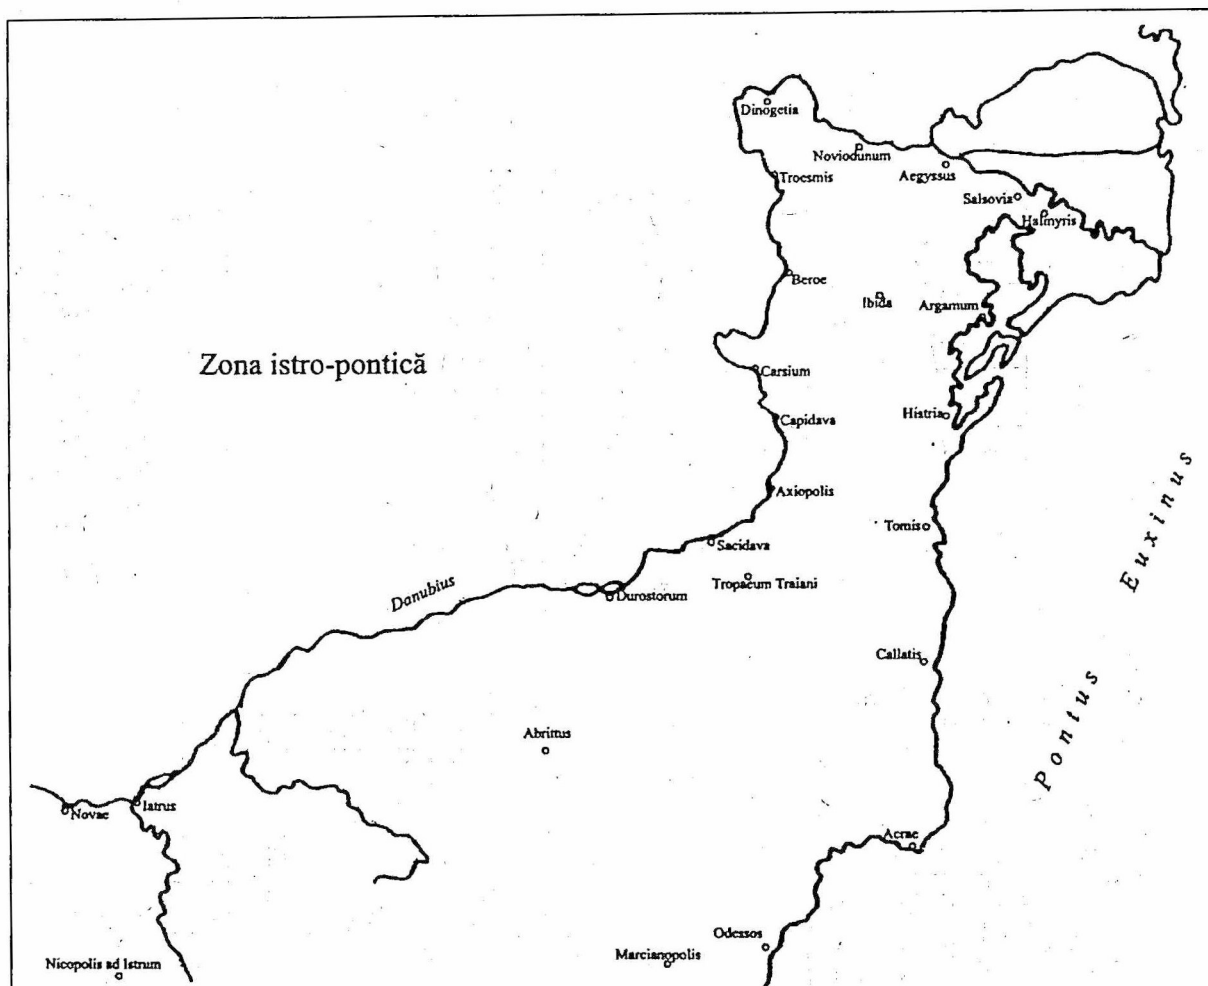 Dinogetia
Noviodunum
Aegyssus
Troesmis
Salsovia
Halmyris
Beroe
Ibida
Argamum
Zona istro-pontică
Carsium
Capidava
Histria
Axiopolis
Tomis
Sacidava
Tropaeum Traiani
Danubius
Durostorum
Pontus Euxinus
Callatis
Abrittus
Novae
Iatrus
Acrae
Odessos
Marcianopolis
Nicopolis ad Istrum